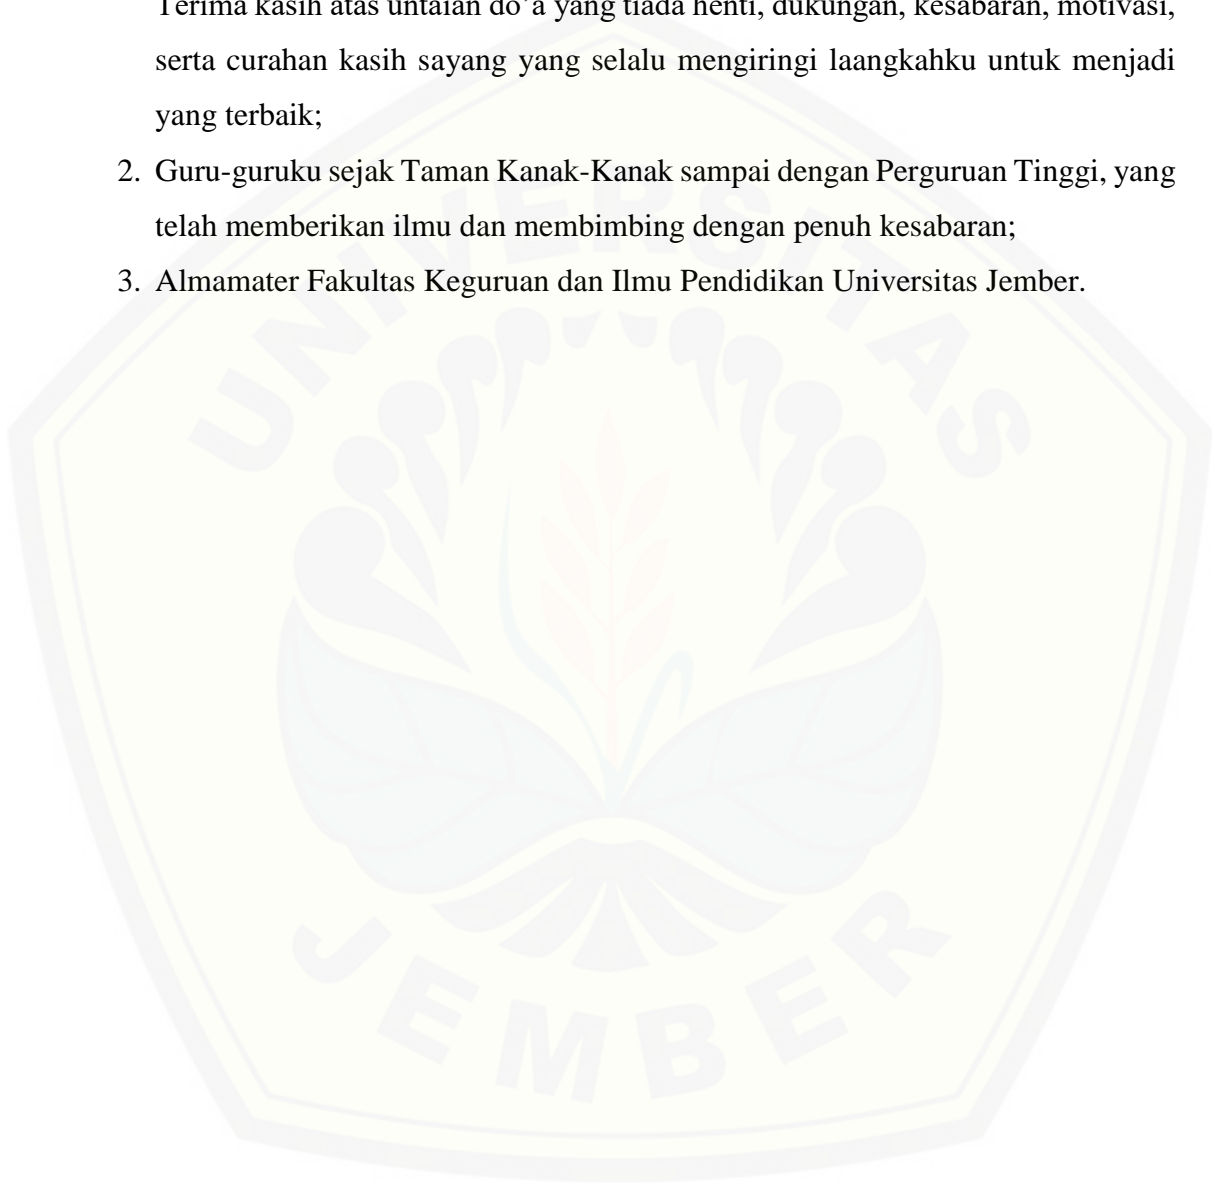 Terima kasih atas untaian do'a yang tiada henti, dukungan, kesabaran, motivasi,
serta curahan kasih sayang yang selalu mengiringi laangkahku untuk menjadi
yang terbaik;
2. Guru-guruku sejak Taman Kanak-Kanak sampai dengan Perguruan Tinggi, yang
telah memberikan ilmu dan membimbing dengan penuh kesabaran;
3. Almamater Fakultas Keguruan dan Ilmu Pendidikan Universitas Jember.
UNIVERSITAS
JEMBER